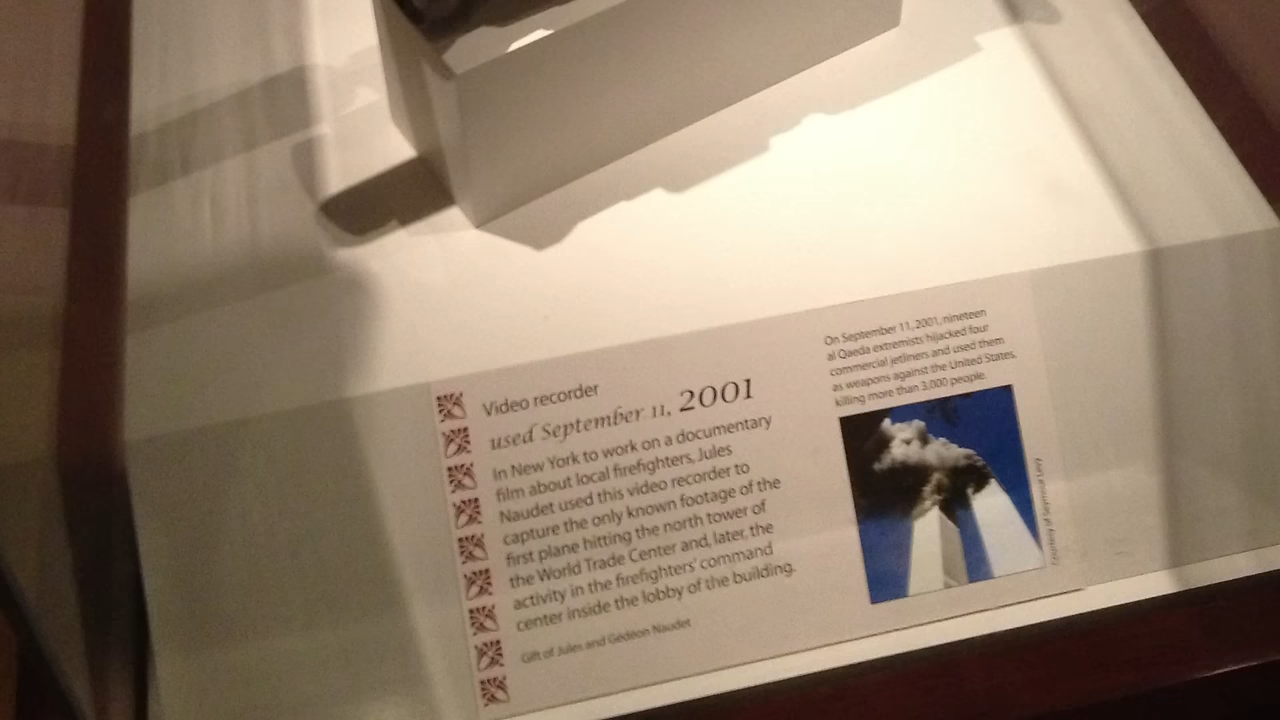 Video recorder
used September 11, 2001
In New York to work on a documentary
film about local firefighters, Jules
Naudet used this video recorder to
capture the only known footage of the
first plane hitting the north tower of
the World Trade Center and, later, the
activity in the firefighters' command
center inside the lobby of the building.
Gift of Jules and Gédéon Naudet
On September 11, 2001, nineteen
al Qaeda extremists hijacked four
commercial jetliners and used them
as weapons against the United States,
killing more than 3,000 people.
Courtesy of Seymour Levy